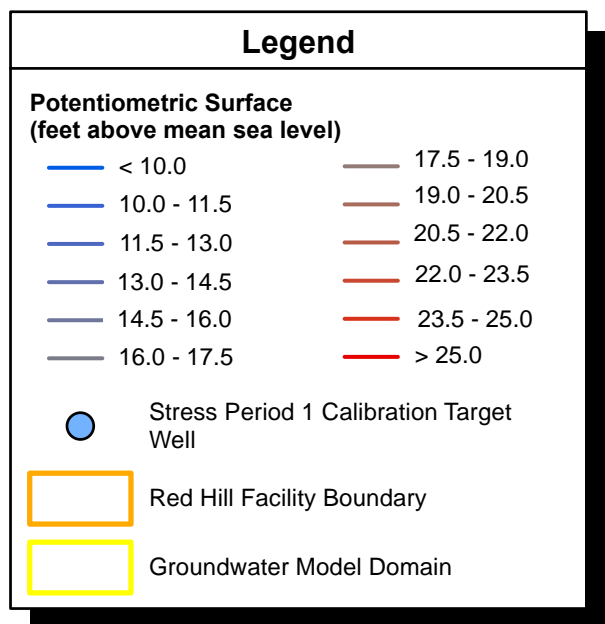 Legend
Potentiometric Surface
(feet above mean sea level)
< 10.0
10.0 - 11.5
11.5 - 13.0
13.0 - 14.5
14.5 - 16.0
16.0 - 17.5
17.5 - 19.0
19.0 - 20.5
20.5 - 22.0
22.0 - 23.5
23.5 - 25.0
> 25.0
Stress Period 1 Calibration Target
Well
Red Hill Facility Boundary
Groundwater Model Domain